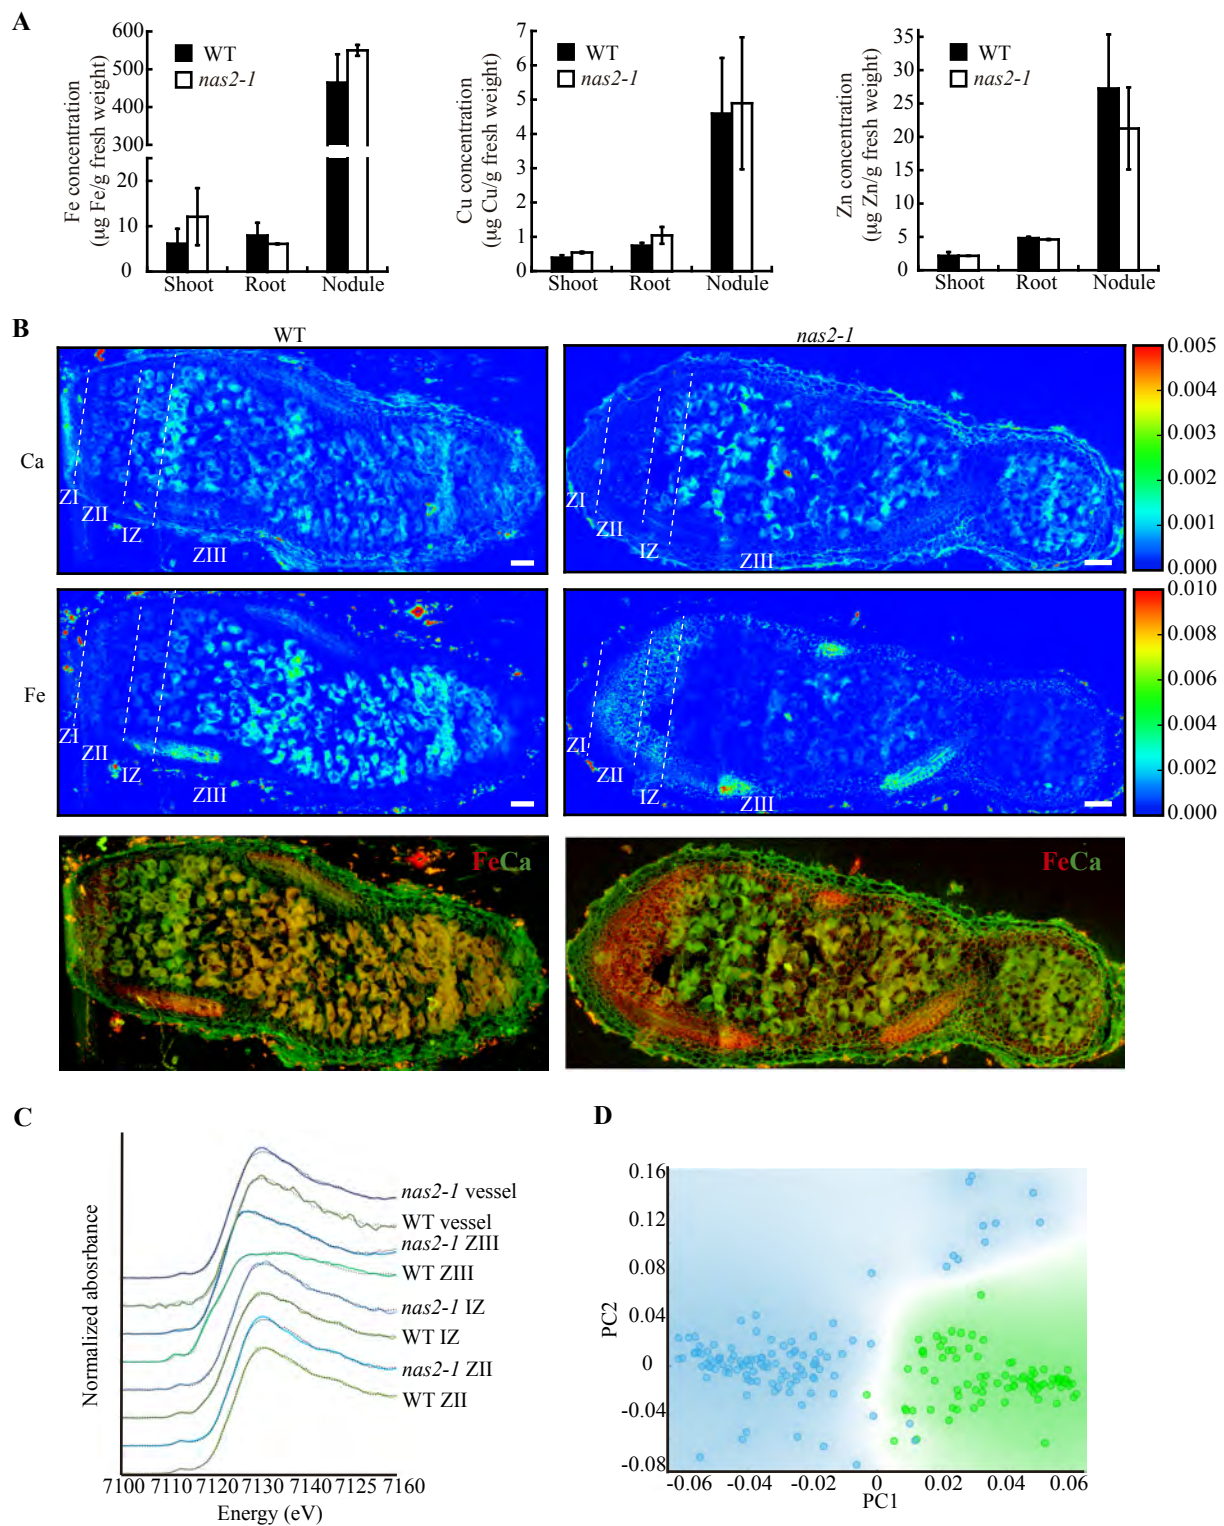 A
Fe concentration
(µg Fe/g fresh weight)
600
500
400
300
20
10
0
WT
nas2-1
Shoot Root Nodule
Cu concentration
(µg Cu/g fresh weight)
7
6
5
4
3
2
1
0
WT
nas2-1
Shoot Root Nodule
Zn concentration
(µg Zn/g fresh weight)
35
30
25
20
15
10
5
0
WT
nas2-1
Shoot Root Nodule
B
WT
nas2-1
Ca
ZI
ZII
IZ
ZIII
ZI
ZII
IZ
ZIII
0.005
0.004
0.003
0.002
0.001
0.000
Fe
ZI
ZII
IZ
ZIII
ZI
ZII
IZ
ZIII
0.010
0.008
0.006
0.004
0.002
0.000
FeCa
FeCa
C
Normalized abosrbance
nas2-1 vessel
WT vessel
nas2-1 ZIII
WT ZIII
nas2-1 IZ
WT IZ
nas2-1 ZII
WT ZII
7100 7110 7120 7130 7140 7125 7160
Energy (eV)
D
PC2
0.16
0.12
0.08
0.04
0
-0.04
-0.08
-0.06 -0.04 -0.02 0 0.02 0.04 0.06
PC1